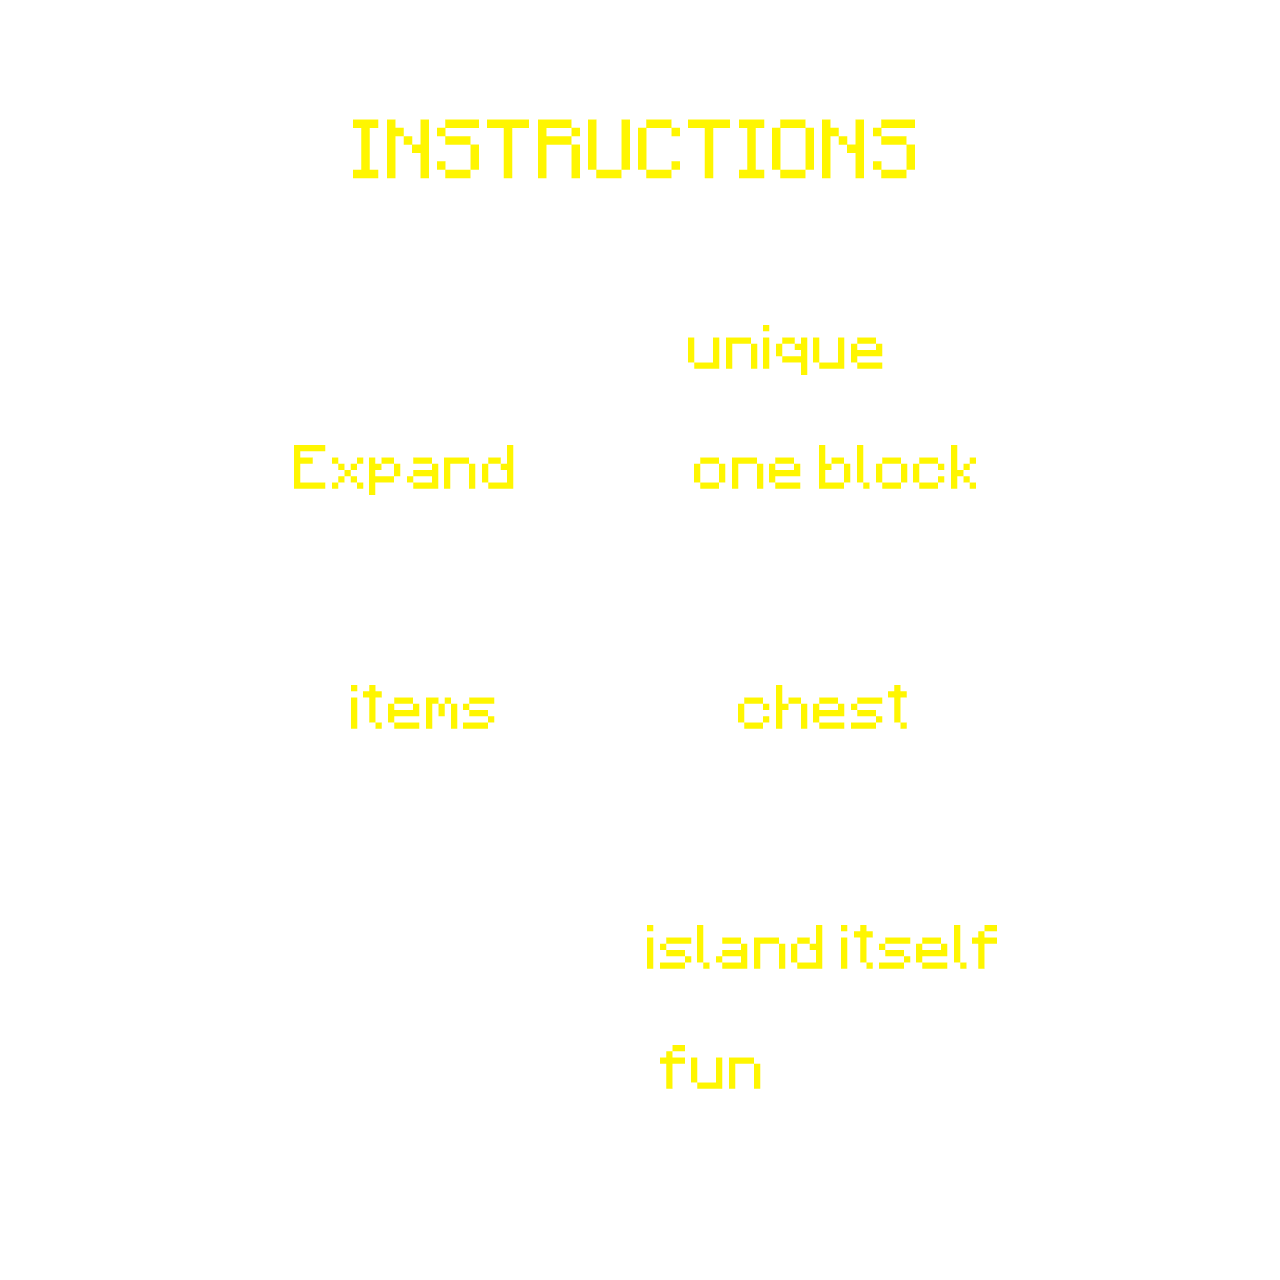 INSTRUCTIONS
unique
Expand one block
items chest
island itself
fun